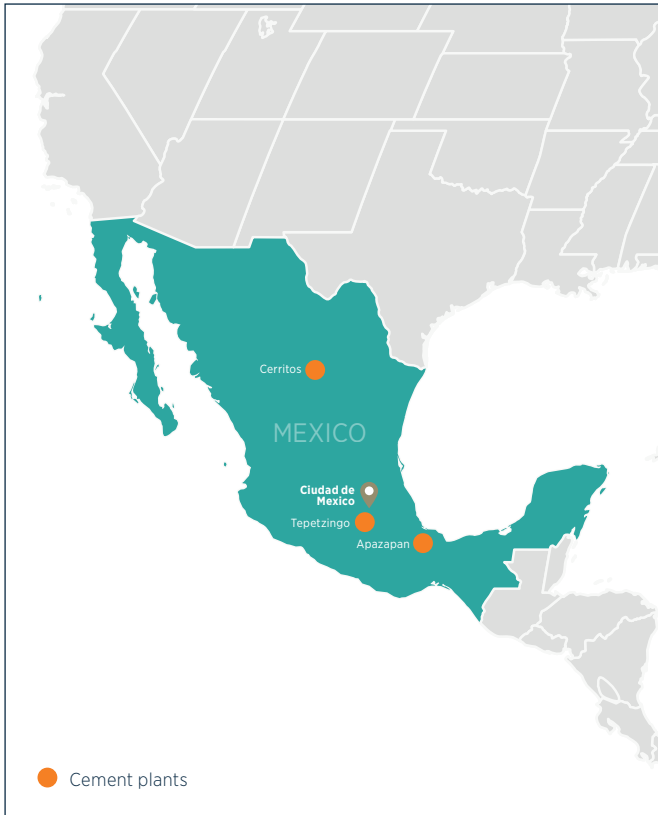 Cerritos
MEXICO
Ciudad de
Mexico
Tepetzingo
Apazapan
Cement plants